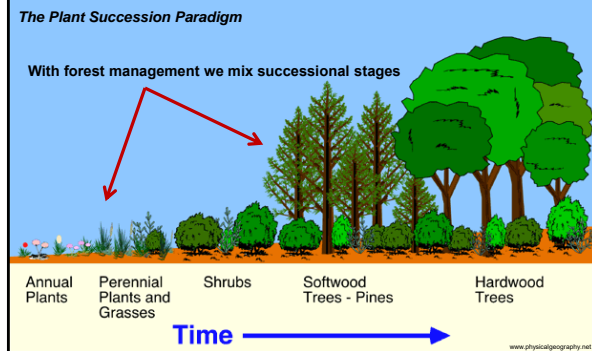 The Plant Succession Paradigm
With forest management we mix successional stages
Annual
Plants
Perennial
Plants and
Grasses
Shrubs
Softwood
Trees - Pines
Hardwood
Trees
Time
www.physicalgeography.net